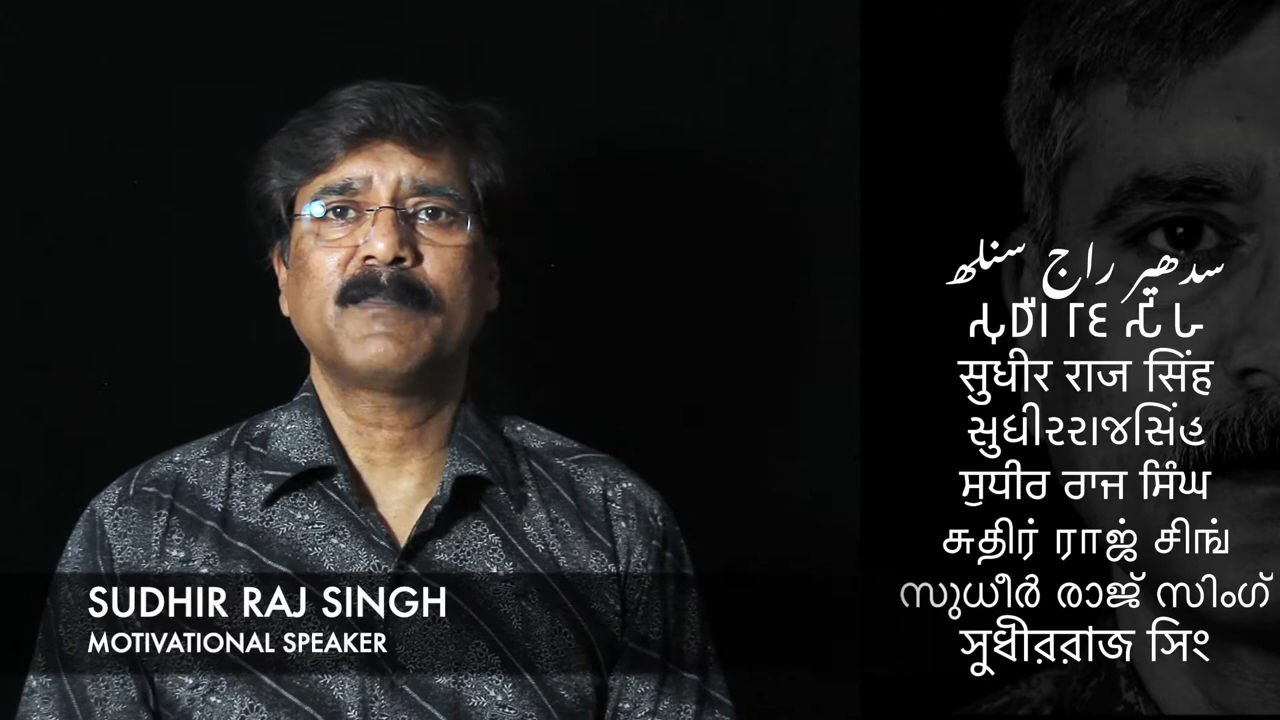 SUDHIR RAJ SINGH
MOTIVATIONAL SPEAKER
سدھیر راج سنلھ
सुधीर राज सिंह
સુધીરરાજસિંહ
ਸੁਧੀਰ ਰਾਜ ਸਿੰਘ
சுதிர் ராஜ் சிங்
സുധീർ രാജ് സിംഗ്
সুধীররাজ সিং